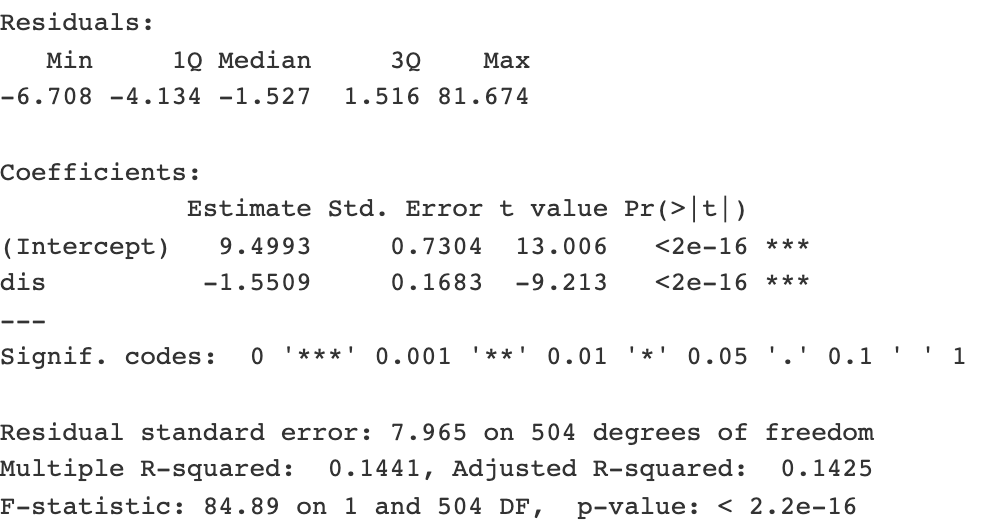 Residuals:
   Min     1Q Median     3Q    Max
-6.708 -4.134 -1.527  1.516 81.674
Coefficients:
            Estimate Std. Error t value Pr(>|t|)
(Intercept)   9.4993     0.7304  13.006   <2e-16 ***
dis          -1.5509     0.1683  -9.213   <2e-16 ***
---
Signif. codes:  0 '***' 0.001 '**' 0.01 '*' 0.05 '.' 0.1 ' ' 1
Residual standard error: 7.965 on 504 degrees of freedom
Multiple R-squared:  0.1441, Adjusted R-squared:  0.1425
F-statistic: 84.89 on 1 and 504 DF,  p-value: < 2.2e-16